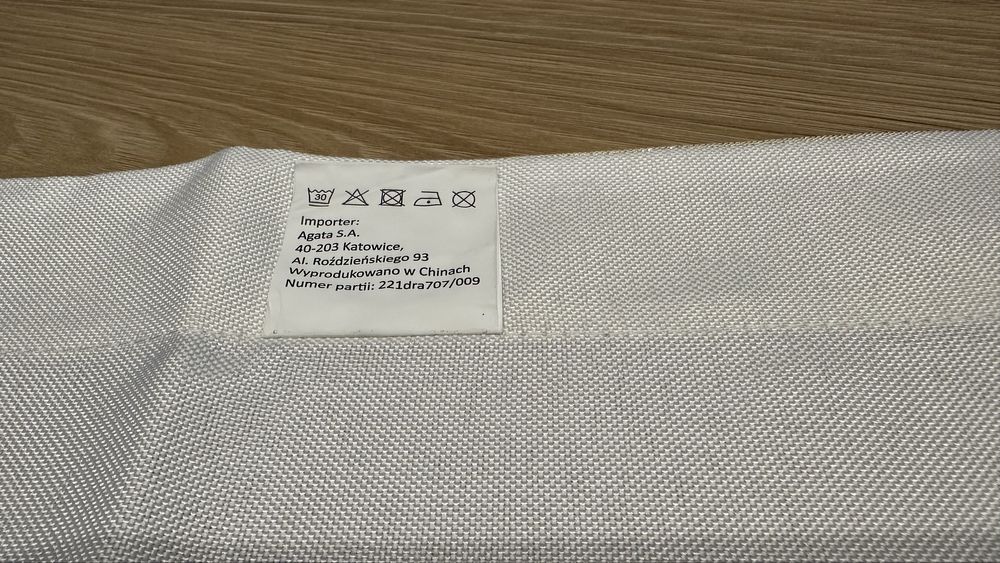 30
Importer:
Agata S.A.
40-203 Katowice,
Al. Roździeńskiego 93
Wyprodukowano w Chinach
Numer partii: 221dra707/009